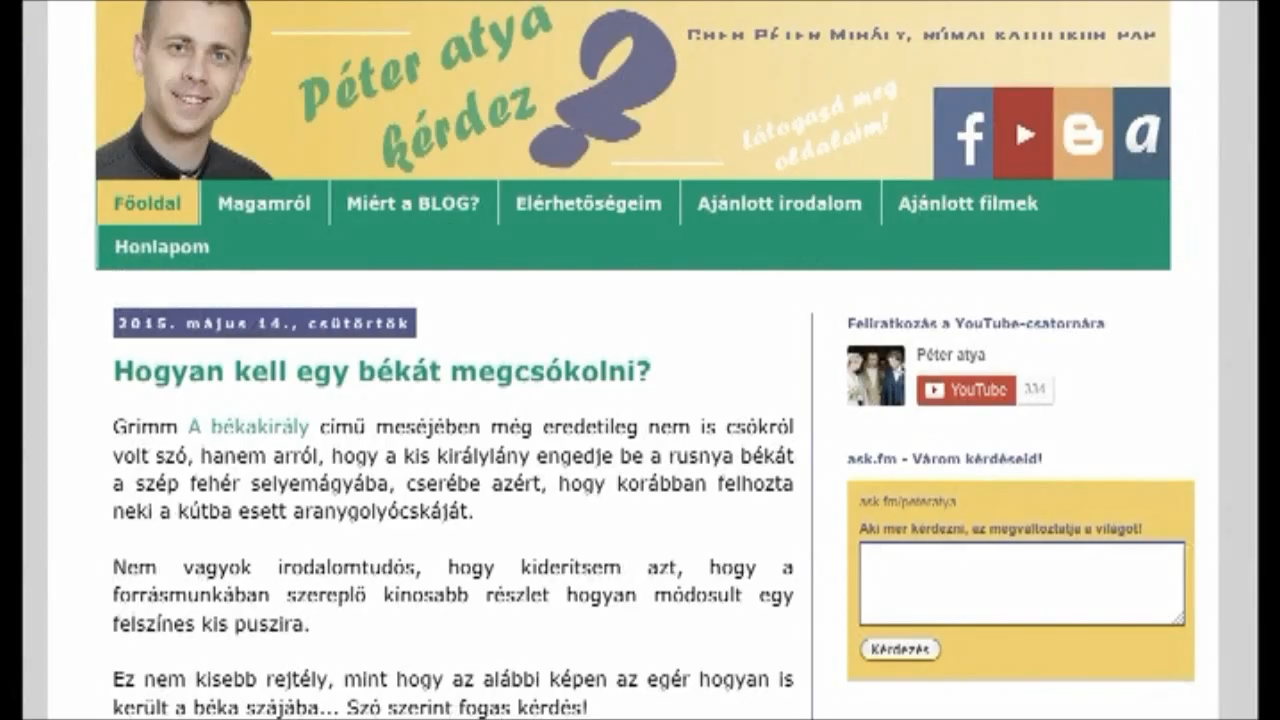 Péter atya
kérdez
PÉTER MIHÁLY, RÓMAI KATOLIKUS PAP
látogasd meg
oldalaim!
f
B
a
Főoldal
Magamról
Miért a BLOG?
Elérhetőségeim
Ajánlott irodalom
Ajánlott filmek
Honlapom
2015. május 14., csütörtök
Hogyan kell egy békát megcsókolni?
Grimm A békakirály című meséjében még eredetileg nem is csókról
volt szó, hanem arról, hogy a kis királylány engedje be a rusnya békát
a szép fehér selyemágyába, cserébe azért, hogy korábban felhozta
neki a kútba esett aranygolyócskáját.
Nem vagyok irodalomtudós, hogy kiderítsem azt, hogy a
forrásmunkában szereplő kínosabb részlet hogyan módosult egy
felszínes kis puszira.
Ez nem kisebb rejtély, mint hogy az alábbi képen az egér hogyan is
került a béka szájába... Szó szerint fogas kérdés!
Feliratkozás a YouTube-csatornára
Péter atya
YouTube
334
ask.fm - Várom kérdéseid!
ask.fm/peteratya
Aki mer kérdezni, az megváltoztatja a világot!
Kérdezés